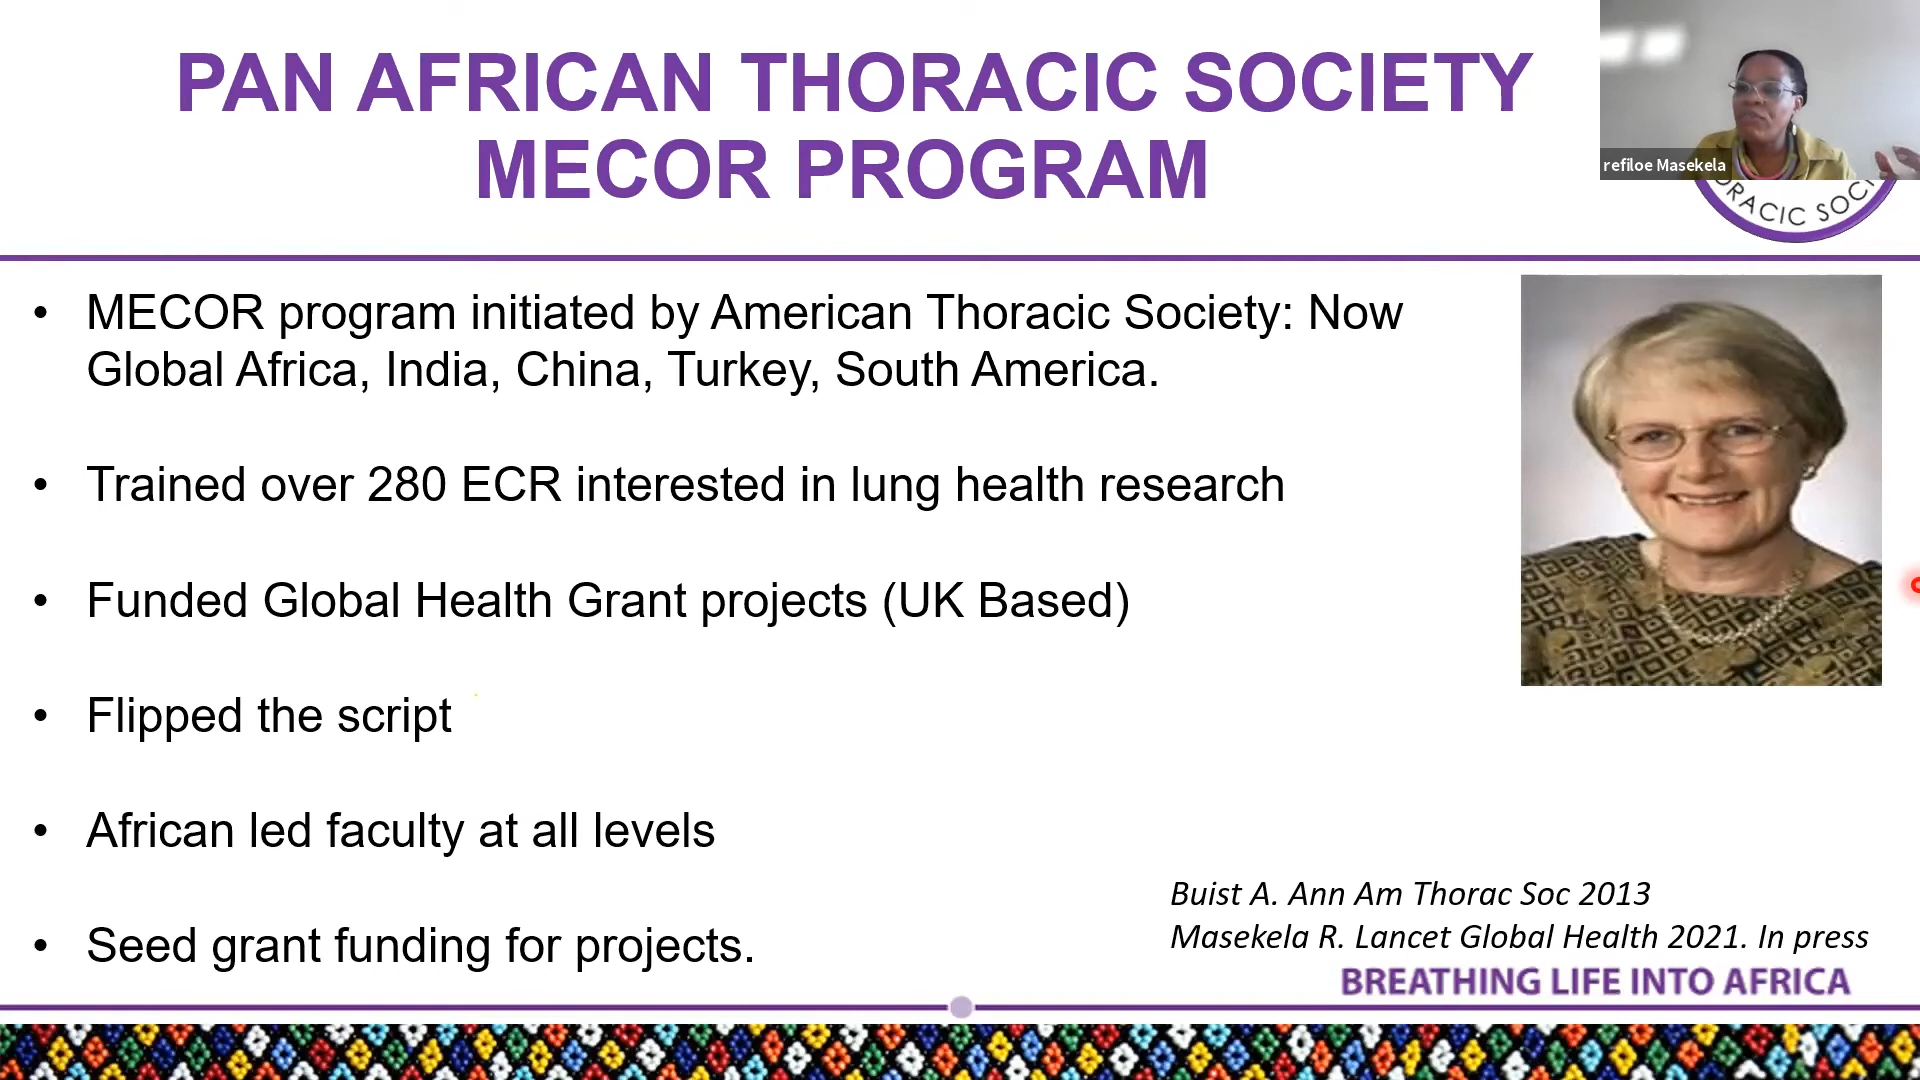 PAN AFRICAN THORACIC SOCIETY
MECOR PROGRAM
refiloe Masekela
ORACIC SOCI
• MECOR program initiated by American Thoracic Society: Now
Global Africa, India, China, Turkey, South America.
• Trained over 280 ECR interested in lung health research
• Funded Global Health Grant projects (UK Based)
• Flipped the script
• African led faculty at all levels
• Seed grant funding for projects.
Buist A. Ann Am Thorac Soc 2013
Masekela R. Lancet Global Health 2021. In press
BREATHING LIFE INTO AFRICA